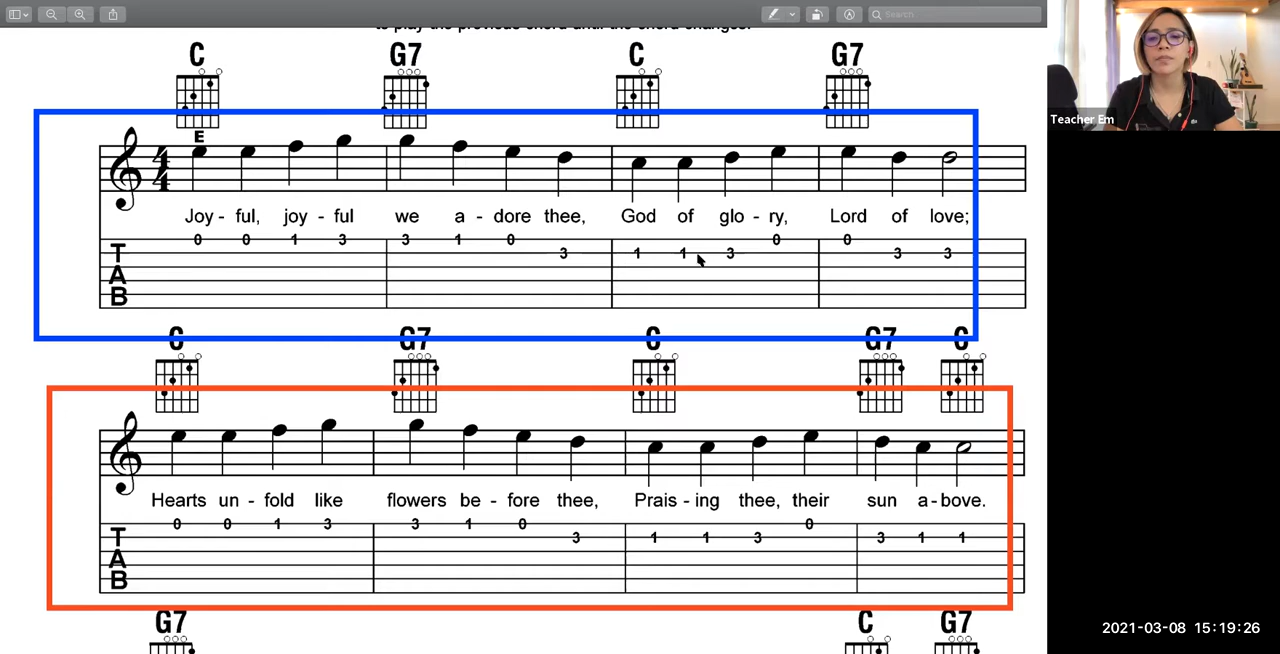 Search
to play the previous chord until the chord changes.
C G7 C G7
E
4
4
Joy - ful, joy - ful we a - dore thee, God of glo - ry, Lord of love;
0 0 1 3 3 1 0 3 1 1 3 0 0 3 3
T
A
B
C G7 C G7 C
Hearts un - fold like flowers be - fore thee, Prais - ing thee, their sun a - bove.
0 0 1 3 3 1 0 3 1 1 3 0 3 1 1
T
A
B
G7 C G7
Teacher Em
2021-03-08 15:19:26